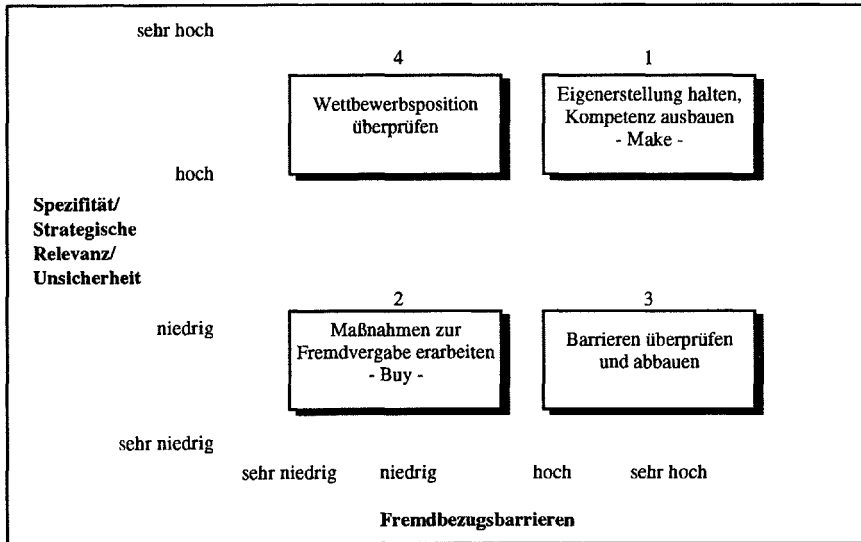 sehr hoch
4
1
Wettbewerbsposition
überprüfen
Eigenerstellung halten,
Kompetenz ausbauen
- Make -
hoch
Spezifität/
Strategische
Relevanz/
Unsicherheit
2
3
niedrig
Maßnahmen zur
Fremdvergabe erarbeiten
- Buy -
Barrieren überprüfen
und abbauen
sehr niedrig
sehr niedrig
niedrig
hoch
sehr hoch
Fremdbezugsbarrieren